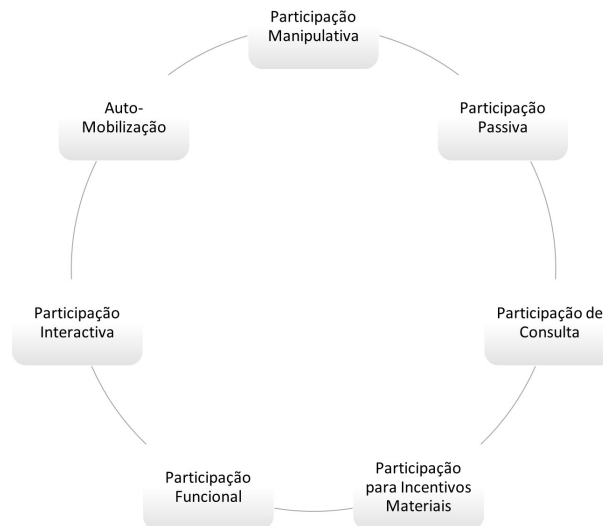 Participação
Manipulativa
Participação
Passiva
Participação de
Consulta
Participação
para Incentivos
Materiais
Participação
Funcional
Participação
Interactiva
Auto-
Mobilização